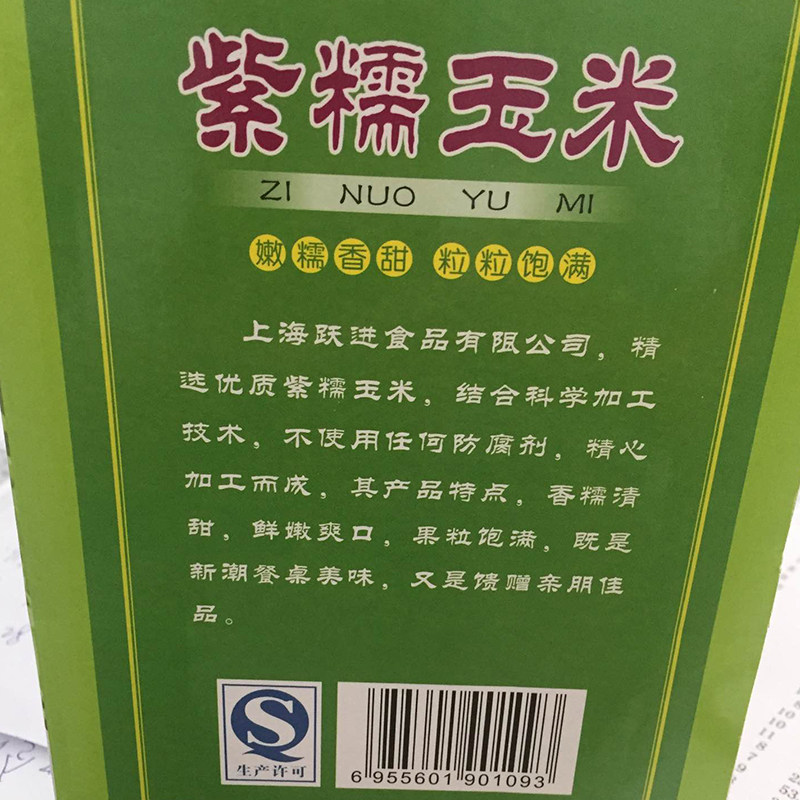 紫糯玉米
ZI NUO YU MI
嫩糯香甜 粒粒饱满
上海跃进食品有限公司，精
选优质紫糯玉米，结合科学加工
技术，不使用任何防腐剂，精心
加工而成，其产品特点，香糯清
甜，鲜嫩爽口，果粒饱满，既是
新潮餐桌美味，又是馈赠亲朋佳
品。
生产许可
6 955601 901093